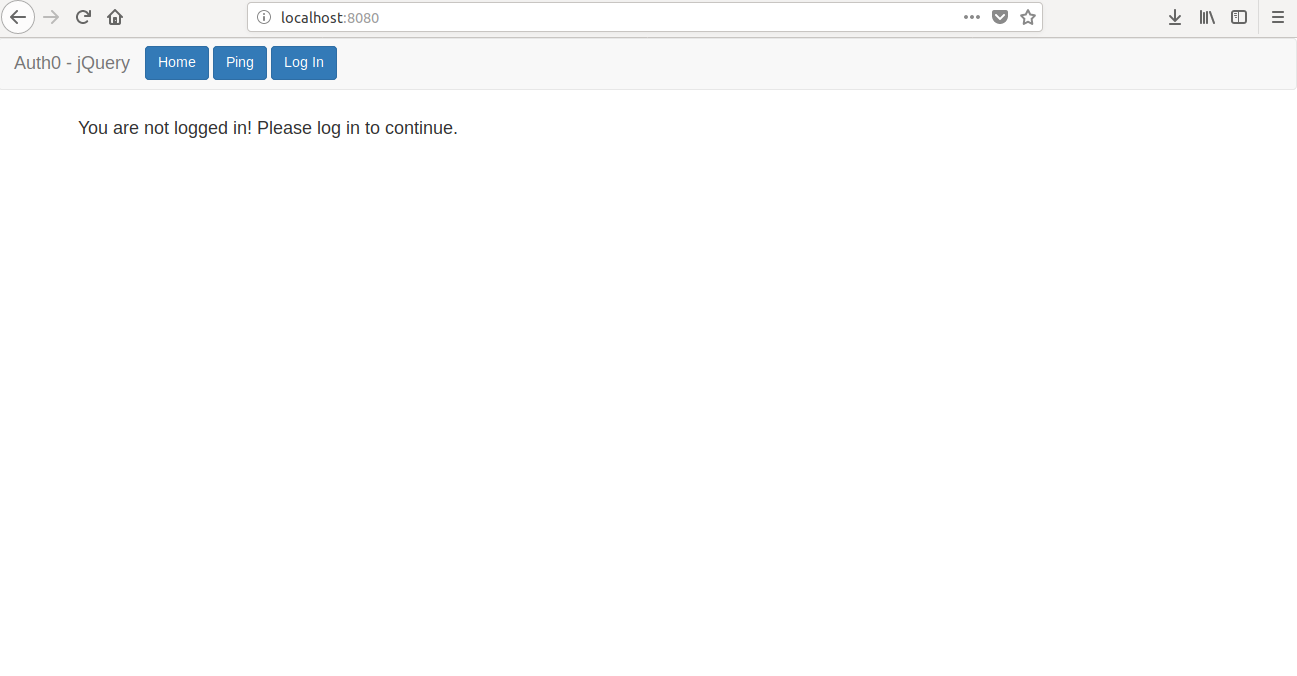 localhost:8080
Auth0 - jQuery Home Ping Log In
You are not logged in! Please log in to continue.